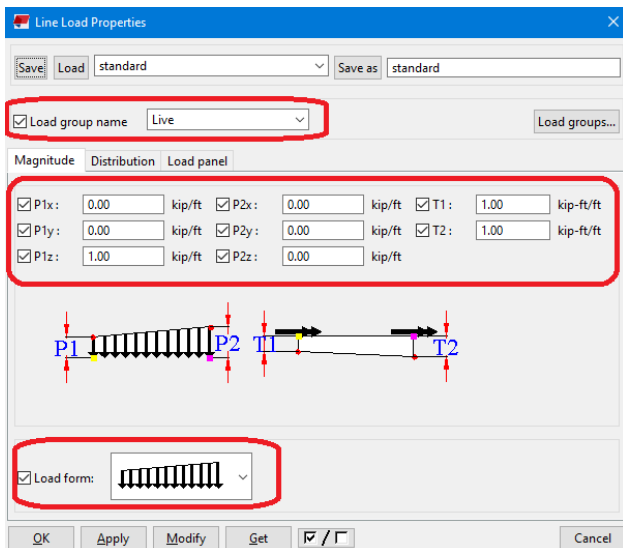 Line Load Properties
Save Load standard Save as standard
Load group name Live Load groups...
Magnitude Distribution Load panel
P1x : 0.00 kip/ft P2x : 0.00 kip/ft T1 : 1.00 kip-ft/ft
P1y : 0.00 kip/ft P2y : 0.00 kip/ft T2 : 1.00 kip-ft/ft
P1z : 1.00 kip/ft P2z : 0.00 kip/ft
P1 P2 T1 T2
Load form:
OK Apply Modify Get / Cancel